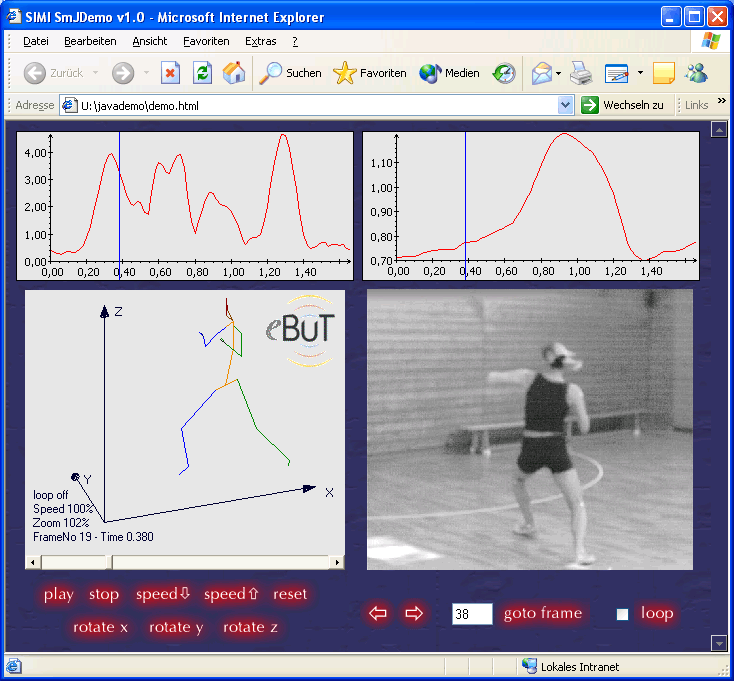 SIMI SmJDemo v1.0 - Microsoft Internet Explorer
Datei Bearbeiten Ansicht Favoriten Extras ?
Zurück Suchen Favoriten Medien
Adresse U:\javademo\demo.html Wechseln zu Links »
4,00
3,00
2,00
1,00
0,00
0,00 0,20 0,40 0,60 0,80 1,00 1,20 1,40
1,10
1,00
0,90
0,80
0,70
0,00 0,20 0,40 0,60 0,80 1,00 1,20 1,40
Z
eBuT
Y
X
loop off
Speed 100%
Zoom 102%
FrameNo 19 - Time 0.380
play stop speed⇩ speed⇧ reset
rotate x rotate y rotate z
38 goto frame loop
Lokales Intranet